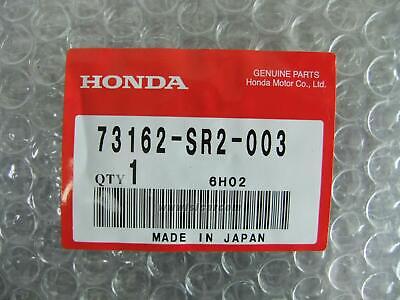 HONDA
GENUINE PARTS
Honda Motor Co., Ltd.
73162-SR2-003
QTY 1
6H02
MADE IN JAPAN